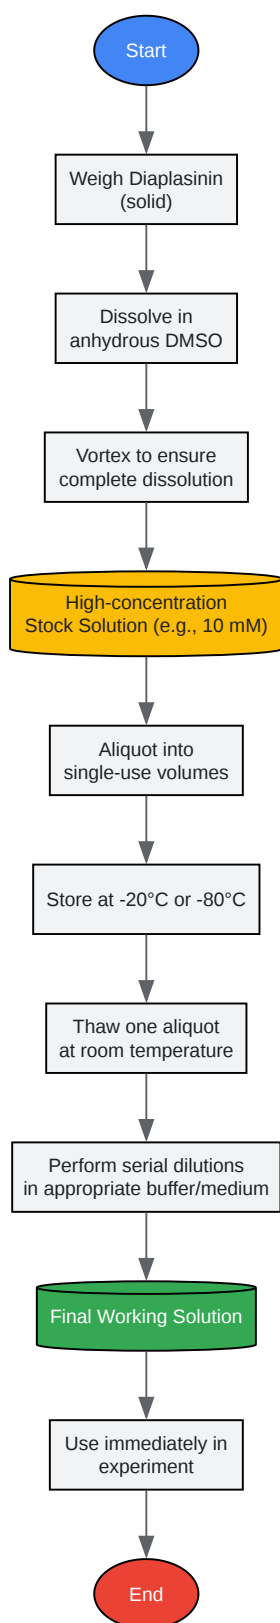 Start
Weigh Diaplasinin
(solid)
Dissolve in
anhydrous DMSO
Vortex to ensure
complete dissolution
High-concentration
Stock Solution (e.g., 10 mM)
Aliquot into
single-use volumes
Store at -20°C or -80°C
Thaw one aliquot
at room temperature
Perform serial dilutions
in appropriate buffer/medium
Final Working Solution
Use immediately in
experiment
End